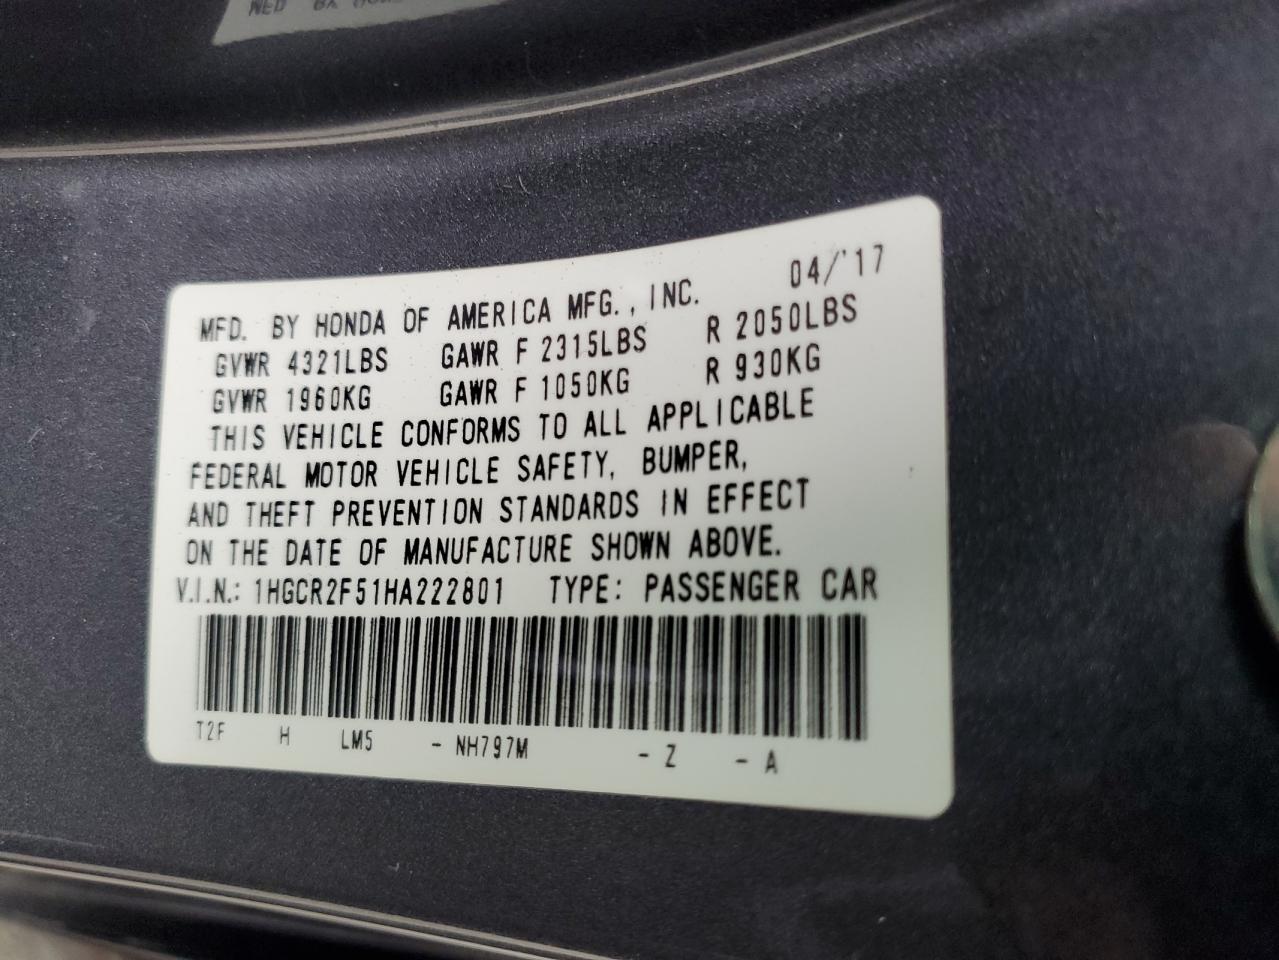 04/'17
MFD. BY HONDA OF AMERICA MFG., INC.
GVWR 4321LBS GAWR F 2315LBS R 2050LBS
GVWR 1960KG GAWR F 1050KG R 930KG
THIS VEHICLE CONFORMS TO ALL APPLICABLE
FEDERAL MOTOR VEHICLE SAFETY, BUMPER,
AND THEFT PREVENTION STANDARDS IN EFFECT
ON THE DATE OF MANUFACTURE SHOWN ABOVE.
V.I.N.: 1HGCR2F51HA222801 TYPE: PASSENGER CAR
T2F H LM5 - NH797M - Z - A